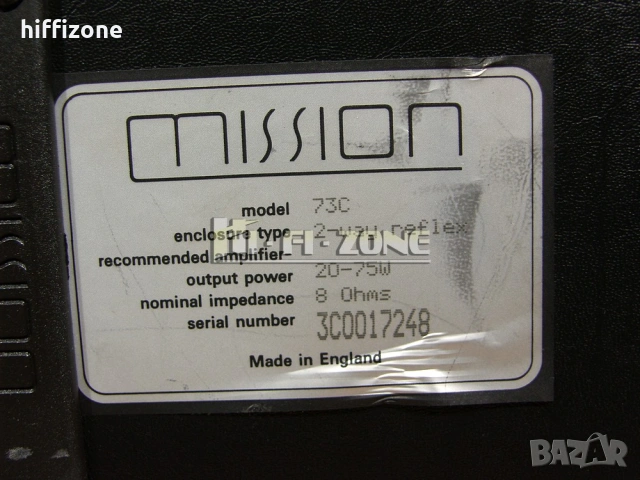 hiffizone
mission
model 73C
enclosure type 2-way reflex
Hi-Fi-ZONE
recommended amplifier-
output power 20-75W
nominal impedance 8 Ohms
serial number 3C0017248
Made in England
BAZAR